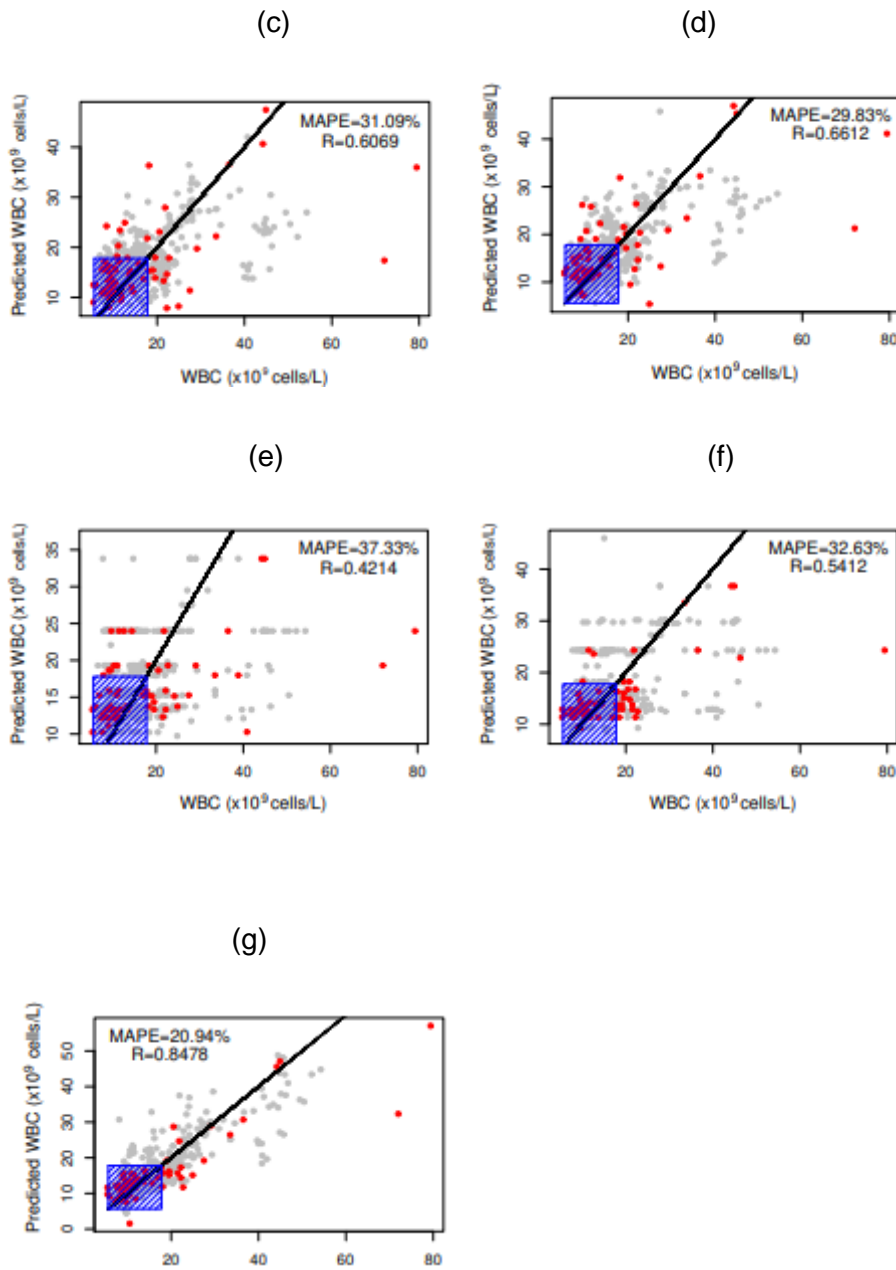 (c)
(d)
MAPE=31.09%
R=0.6069
Predicted WBC (x10⁹ cells/L)
40
30
20
10
20
40
60
80
WBC (x10⁹ cells/L)
MAPE=29.83%
R=0.6612
Predicted WBC (x10⁹ cells/L)
40
30
20
10
20
40
60
80
WBC (x10⁹ cells/L)
(e)
(f)
MAPE=37.33%
R=0.4214
Predicted WBC (x10⁹ cells/L)
35
30
25
20
15
10
20
40
60
80
WBC (x10⁹ cells/L)
MAPE=32.63%
R=0.5412
Predicted WBC (x10⁹ cells/L)
40
30
20
10
20
40
60
80
WBC (x10⁹ cells/L)
(g)
MAPE=20.94%
R=0.8478
Predicted WBC (x10⁹ cells/L)
50
40
30
20
10
0
20
40
60
80